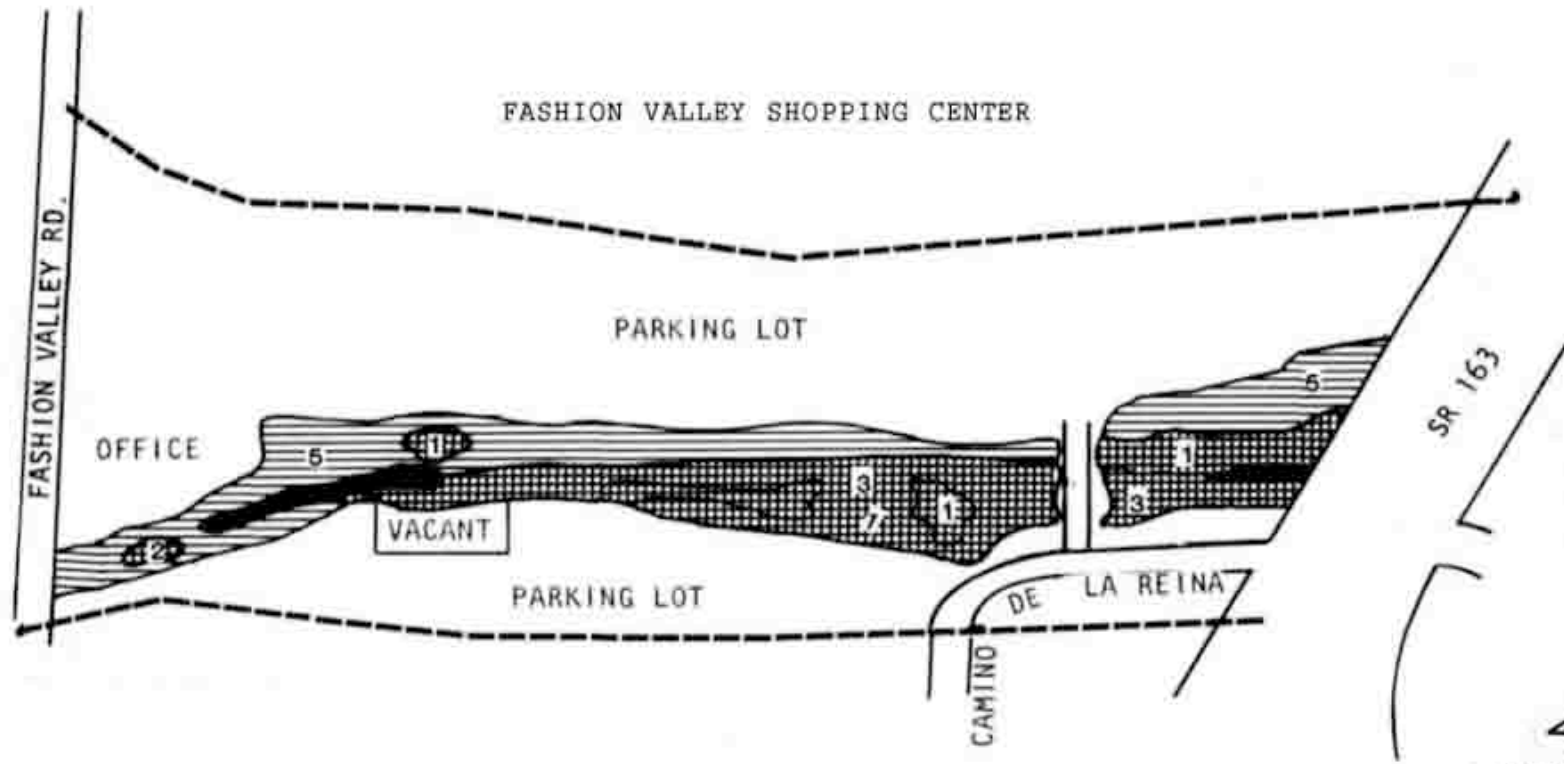 FASHION VALLEY SHOPPING CENTER
FASHION VALLEY RD.
PARKING LOT
5
SR 163
OFFICE
1
5
1
3
1
3
7
2
VACANT
PARKING LOT
CAMINO
DE
LA REINA